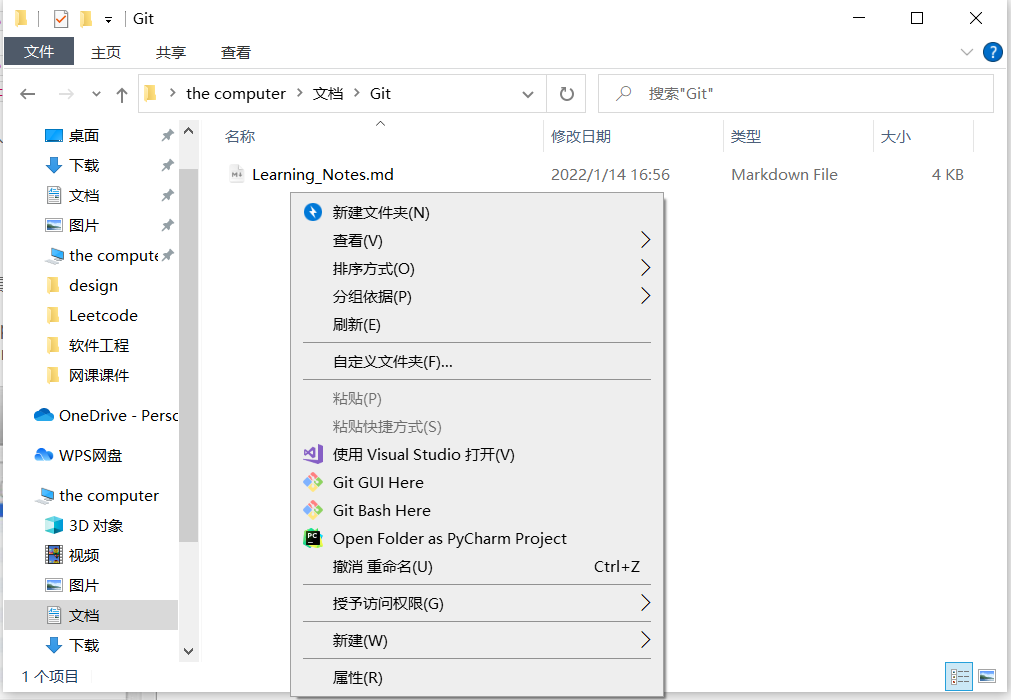 Git
文件 主页 共享 查看
the computer 文档 Git 搜索"Git"
名称 修改日期 类型 大小
Learning_Notes.md 2022/1/14 16:56 Markdown File 4 KB
桌面
下载
文档
图片
the compute
design
Leetcode
软件工程
网课课件
OneDrive - Perso
WPS网盘
the computer
3D 对象
视频
图片
文档
下载
1 个项目
新建文件夹(N)
查看(V)
排序方式(O)
分组依据(P)
刷新(E)
自定义文件夹(F)...
粘贴(P)
粘贴快捷方式(S)
使用 Visual Studio 打开(V)
Git GUI Here
Git Bash Here
Open Folder as PyCharm Project
撤消 重命名(U) Ctrl+Z
授予访问权限(G)
新建(W)
属性(R)